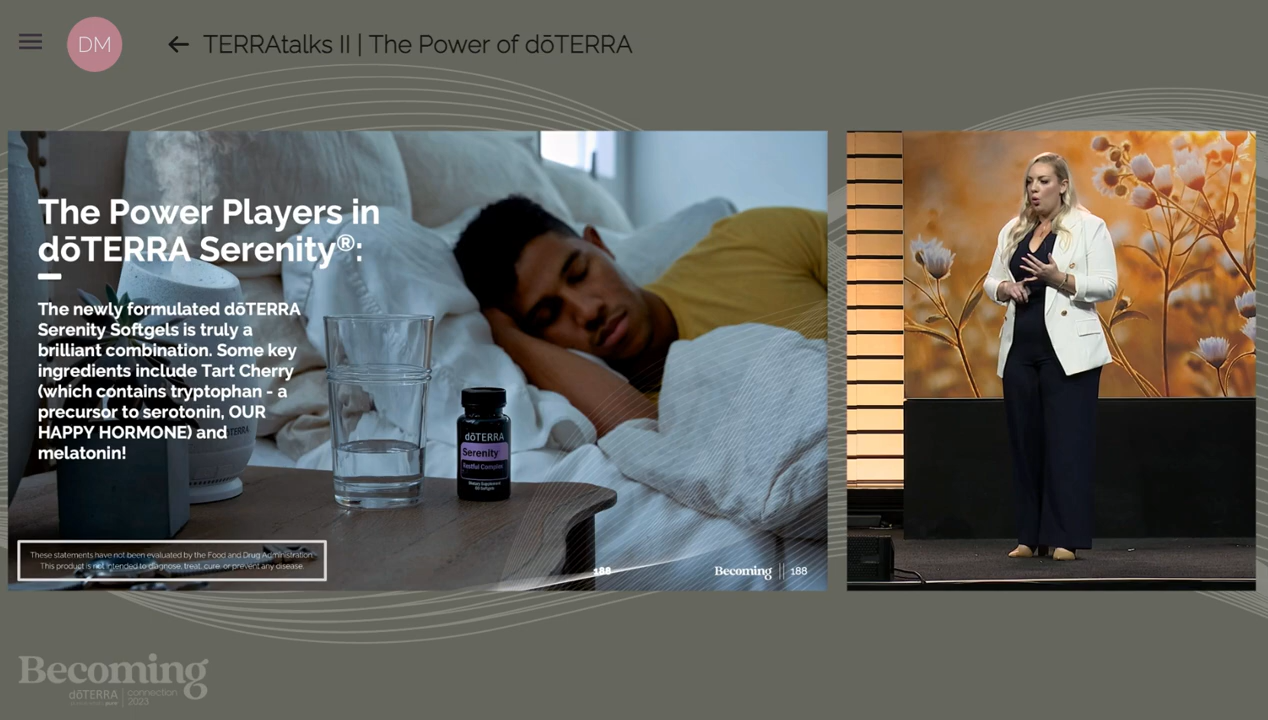 DM
← TERRAtalks II | The Power of dōTERRA
The Power Players in
dōTERRA Serenity®:
The newly formulated dōTERRA
Serenity Softgels is truly a
brilliant combination. Some key
ingredients include Tart Cherry
(which contains tryptophan - a
precursor to serotonin, OUR
HAPPY HORMONE) and
melatonin!
dōTERRA
Serenity
Restful Complex
Dietary Supplement
60 Softgels
These statements have not been evaluated by the Food and Drug Administration.
This product is not intended to diagnose, treat, cure, or prevent any disease.
188
Becoming | 188
Becoming
dōTERRA | connection
2023